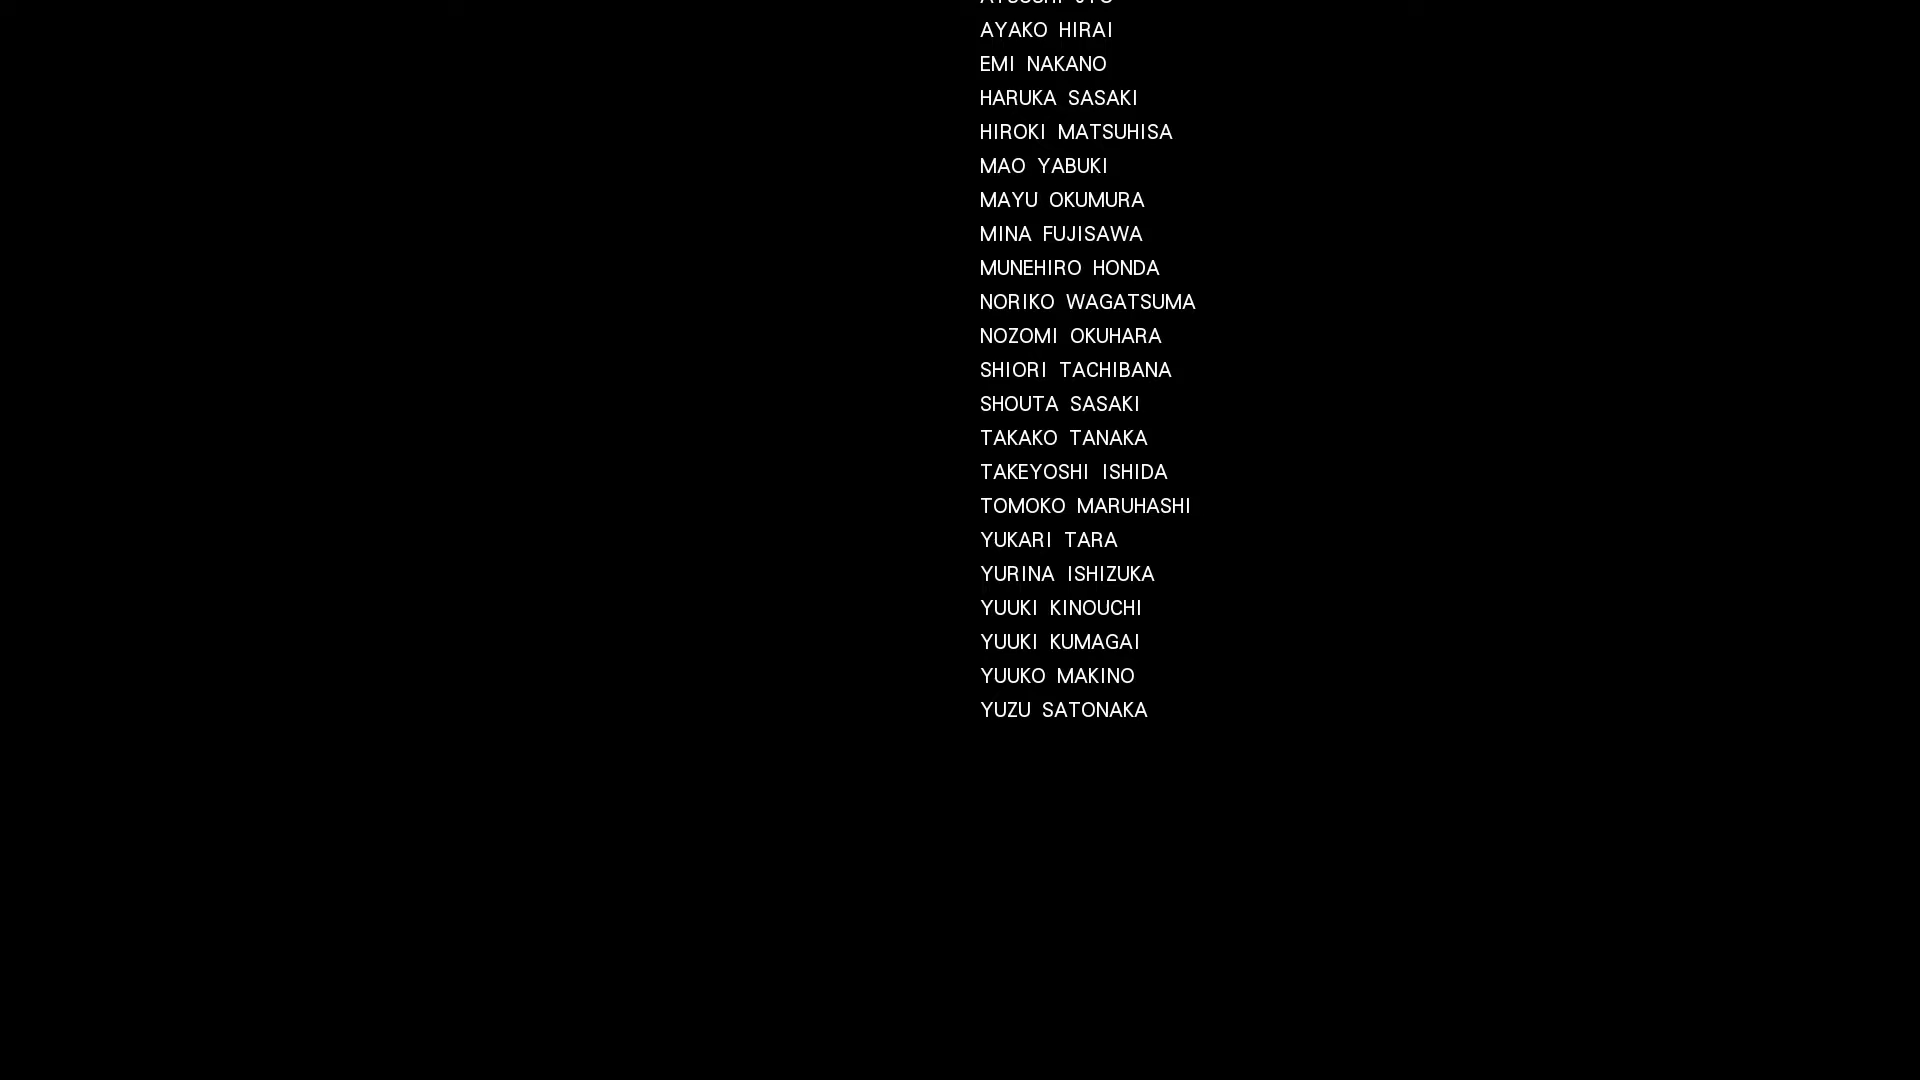 AYAKO HIRAI
EMI NAKANO
HARUKA SASAKI
HIROKI MATSUHISA
MAO YABUKI
MAYU OKUMURA
MINA FUJISAWA
MUNEHIRO HONDA
NORIKO WAGATSUMA
NOZOMI OKUHARA
SHIORI TACHIBANA
SHOUTA SASAKI
TAKAKO TANAKA
TAKEYOSHI ISHIDA
TOMOKO MARUHASHI
YUKARI TARA
YURINA ISHIZUKA
YUUKI KINOUCHI
YUUKI KUMAGAI
YUUKO MAKINO
YUZU SATONAKA